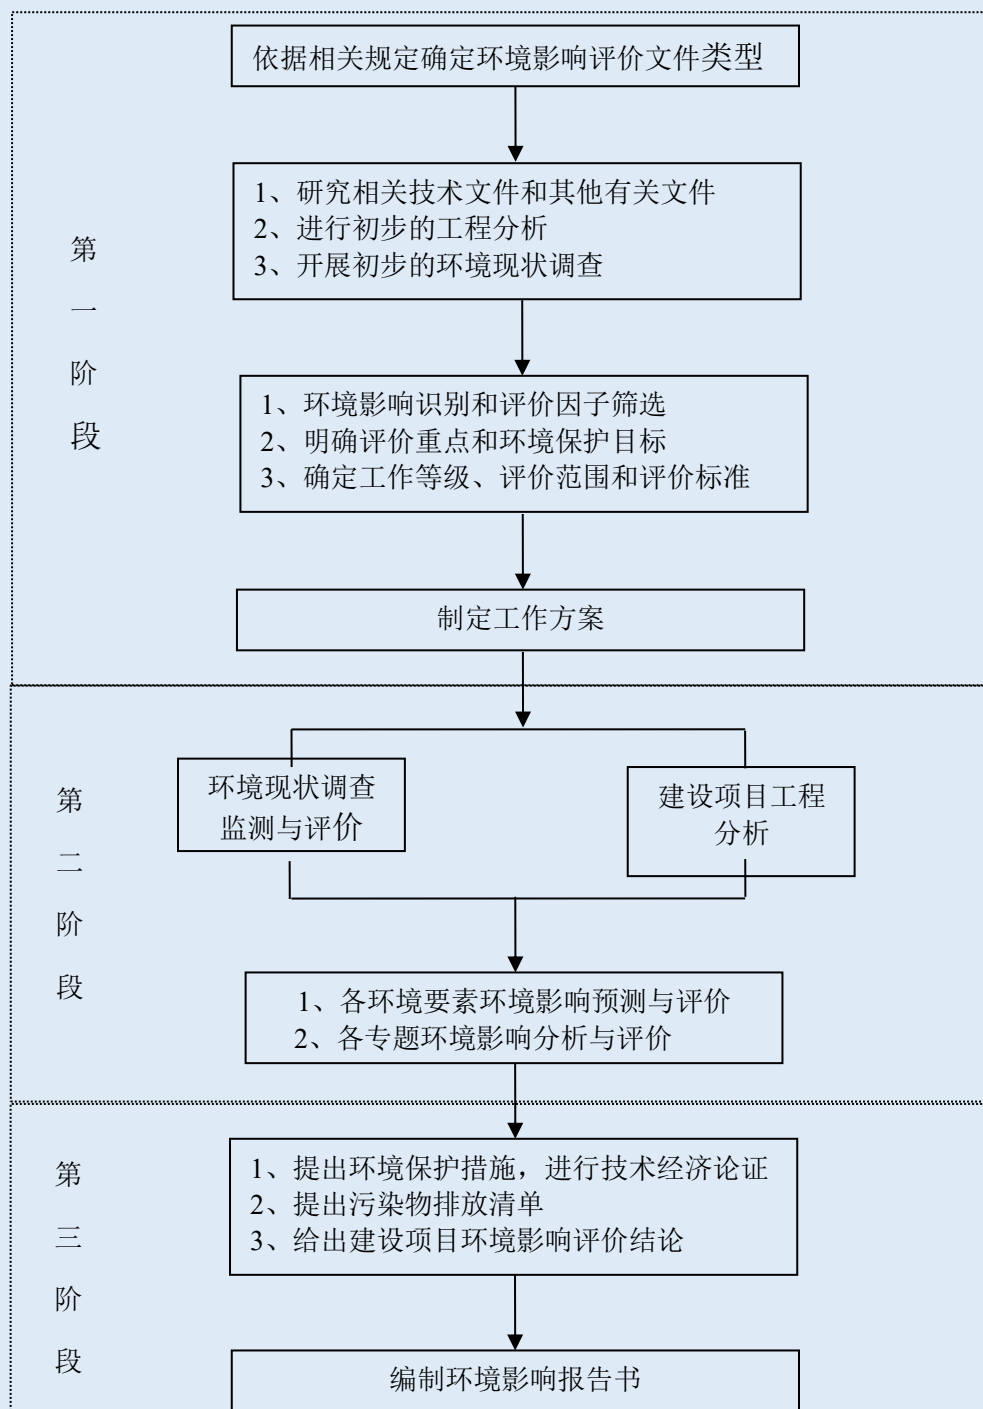 依据相关规定确定环境影响评价文件类型
1、研究相关技术文件和其他有关文件
2、进行初步的工程分析
3、开展初步的环境现状调查
第
一
阶
段
1、环境影响识别和评价因子筛选
2、明确评价重点和环境保护目标
3、确定工作等级、评价范围和评价标准
制定工作方案
第
二
阶
段
环境现状调查
监测与评价
建设项目工程
分析
1、各环境要素环境影响预测与评价
2、各专题环境影响分析与评价
第
三
阶
段
1、提出环境保护措施，进行技术经济论证
2、提出污染物排放清单
3、给出建设项目环境影响评价结论
编制环境影响报告书